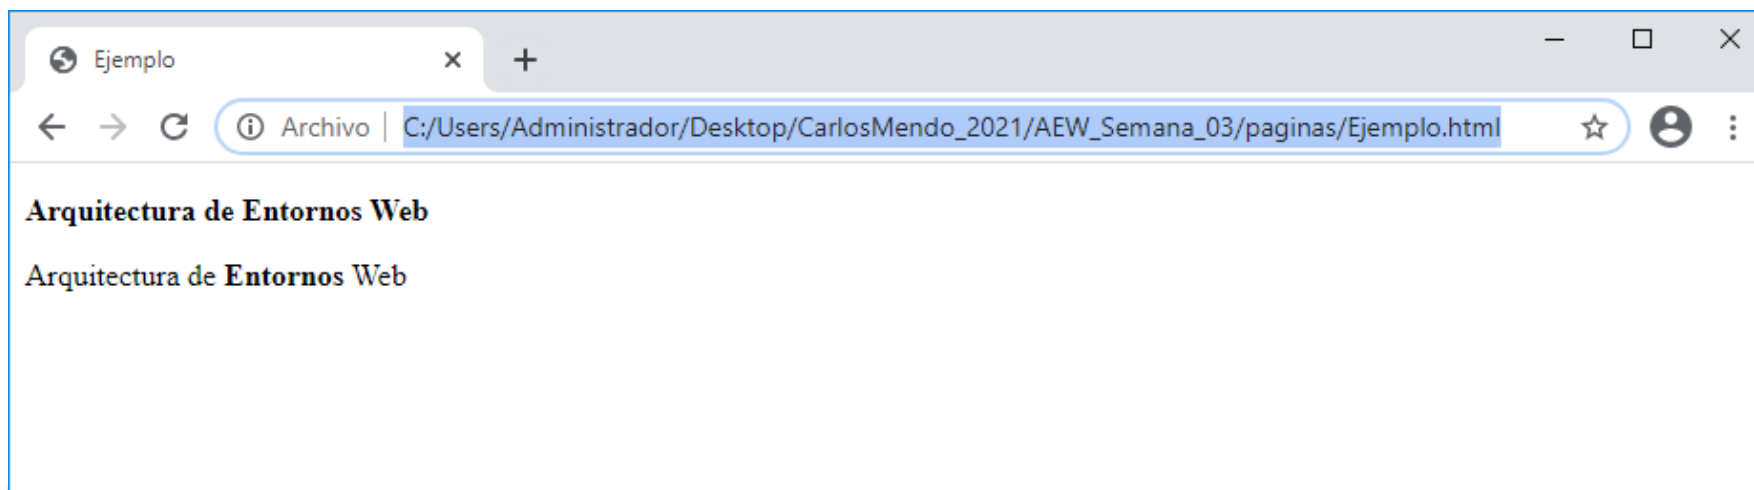 Ejemplo
Archivo | C:/Users/Administrador/Desktop/CarlosMendo_2021/AEW_Semana_03/paginas/Ejemplo.html
Arquitectura de Entornos Web
Arquitectura de Entornos Web